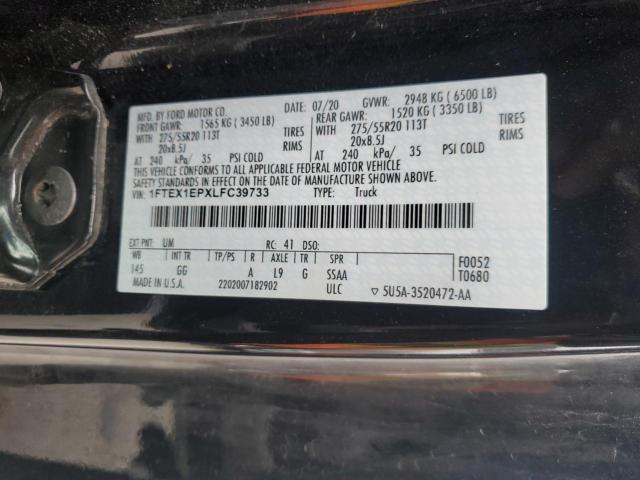 MFD. BY FORD MOTOR CO. DATE: 07/20 GVWR: 2948 KG ( 6500 LB)
FRONT GAWR: 1565 KG ( 3450 LB) REAR GAWR: 1520 KG ( 3350 LB)
WITH 275/55R20 113T TIRES WITH 275/55R20 113T TIRES
20x8.5J RIMS 20x8.5J RIMS
AT 240 kPa/ 35 PSI COLD AT 240 kPa/ 35 PSI COLD
THIS VEHICLE CONFORMS TO ALL APPLICABLE FEDERAL MOTOR VEHICLE
SAFETY STANDARDS IN EFFECT ON THE DATE OF MANUFACTURE SHOWN ABOVE.
VIN: 1FTEX1EPXLFC39733 TYPE: Truck
EXT PNT: UM RC: 41 DSO:
WB INT TR TP/PS R AXLE TR SPR F0052
145 GG A L9 G SSAA T0680
MADE IN U.S.A. 2202007182902 ULC ▽ 5U5A-3520472-AA